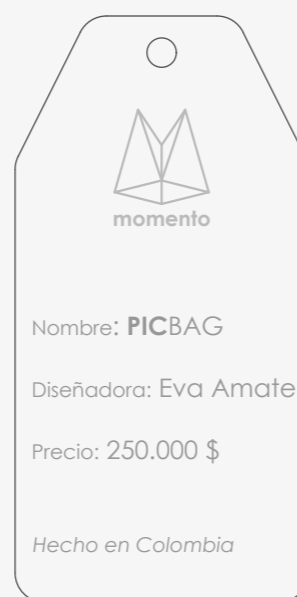 momento
Nombre: PICBAG
Diseñadora: Eva Amate
Precio: 250.000 $
Hecho en Colombia